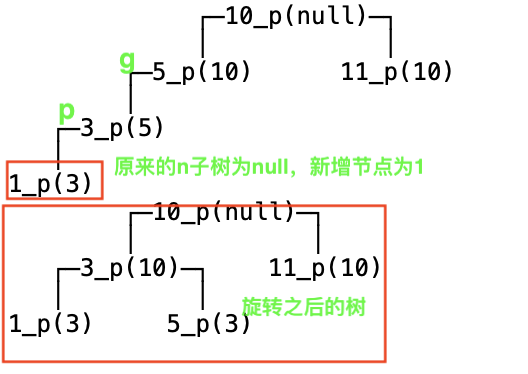 10_p(null)
g
5_p(10) 11_p(10)
p
3_p(5)
原来的n子树为null，新增节点为1
1_p(3)
10_p(null)
3_p(10) 11_p(10)
旋转之后的树
1_p(3) 5_p(3)